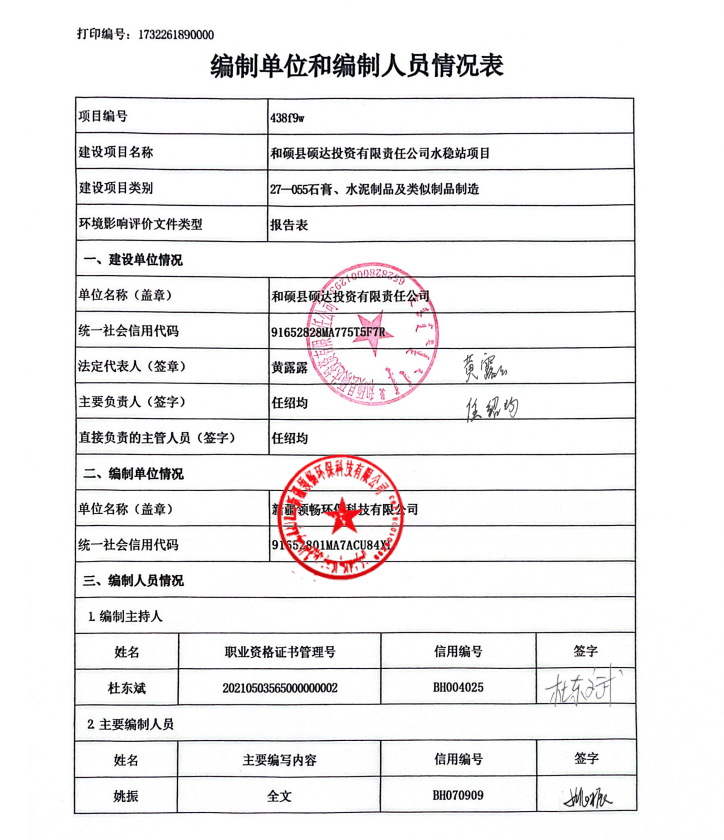 打印编号：1732261890000
编制单位和编制人员情况表
项目编号 438f9w
建设项目名称 和硕县硕达投资有限责任公司水稳站项目
建设项目类别 27—055石膏、水泥制品及类似制品制造
环境影响评价文件类型 报告表
一、建设单位情况
单位名称（盖章） 和硕县硕达投资有限责任公司
统一社会信用代码 91652828MA775T5F7R
法定代表人（签章） 黄露露 黄露露
主要负责人（签字） 任绍均 任绍均
直接负责的主管人员（签字） 任绍均
二、编制单位情况
单位名称（盖章） 新疆领畅环保科技有限公司
统一社会信用代码 91652801MA7ACU84X
三、编制人员情况
1.编制主持人
姓名 职业资格证书管理号 信用编号 签字
杜东斌 20210503565000000002 BH004025 杜东斌
2.主要编制人员
姓名 主要编写内容 信用编号 签字
姚振 全文 BH070909 姚振